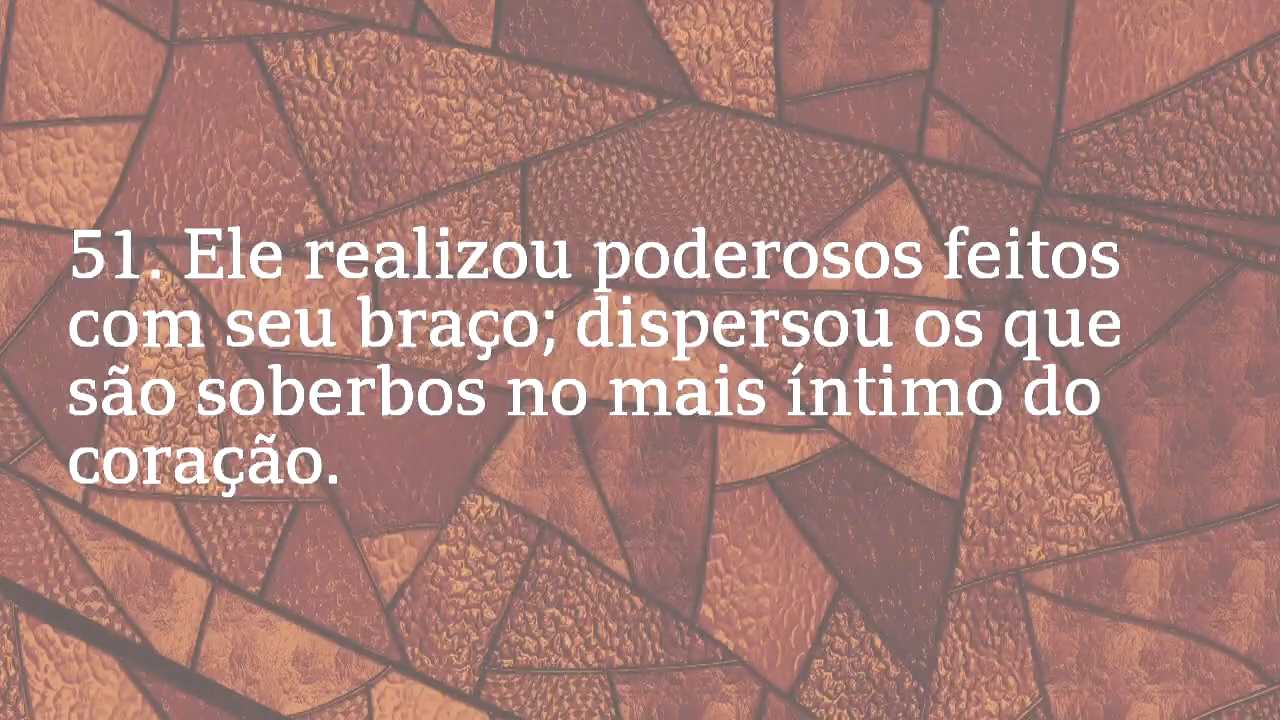 51. Ele realizou poderosos feitos
com seu braço; dispersou os que
são soberbos no mais íntimo do
coração.